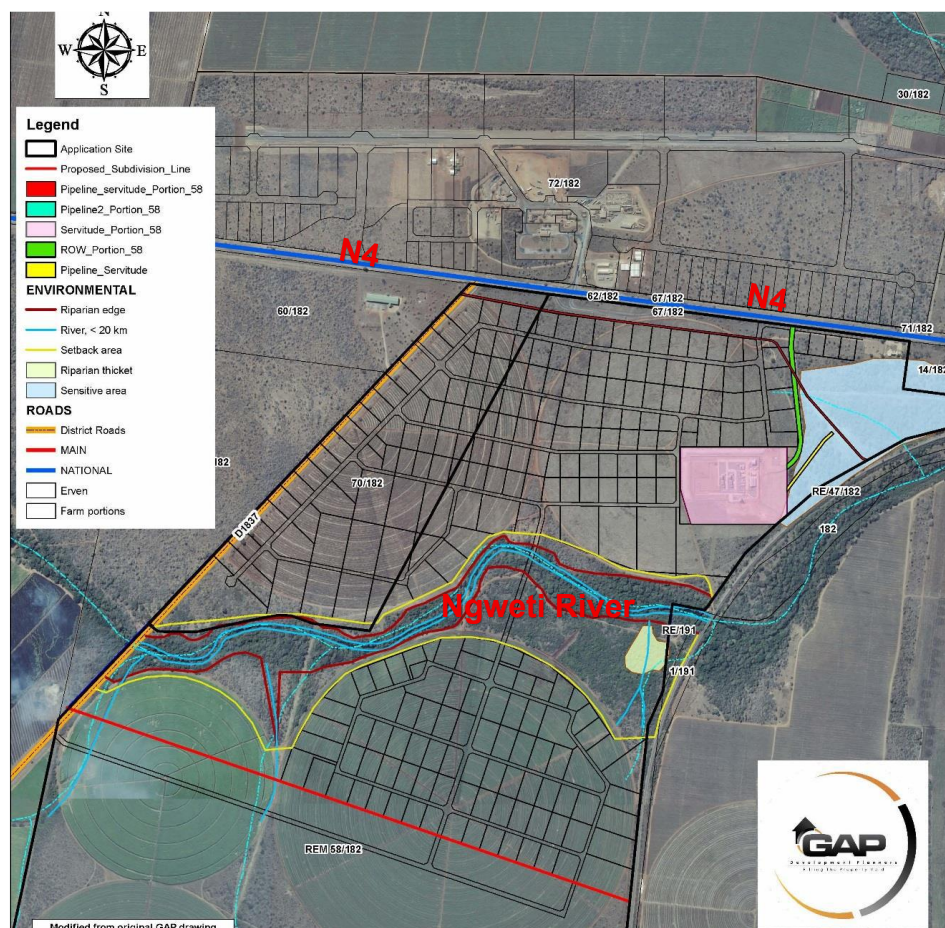 N
W
E
S
Legend
Application Site
Proposed_Subdivision_Line
Pipeline_servitude_Portion_58
Pipeline2_Portion_58
Servitude_Portion_58
ROW_Portion_58
Pipeline_Servitude
ENVIRONMENTAL
Riparian edge
River, < 20 km
Setback area
Riparian thicket
Sensitive area
ROADS
District Roads
MAIN
NATIONAL
Erven
Farm portions
30/182
72/182
N4
62/182
67/182
67/182
N4
71/182
60/182
14/182
/182
70/182
RE/47/182
182
D1837
Ngweti River
RE/191
1/191
REM 58/182
GAP
Development Planners
Modified from original GAP drawing